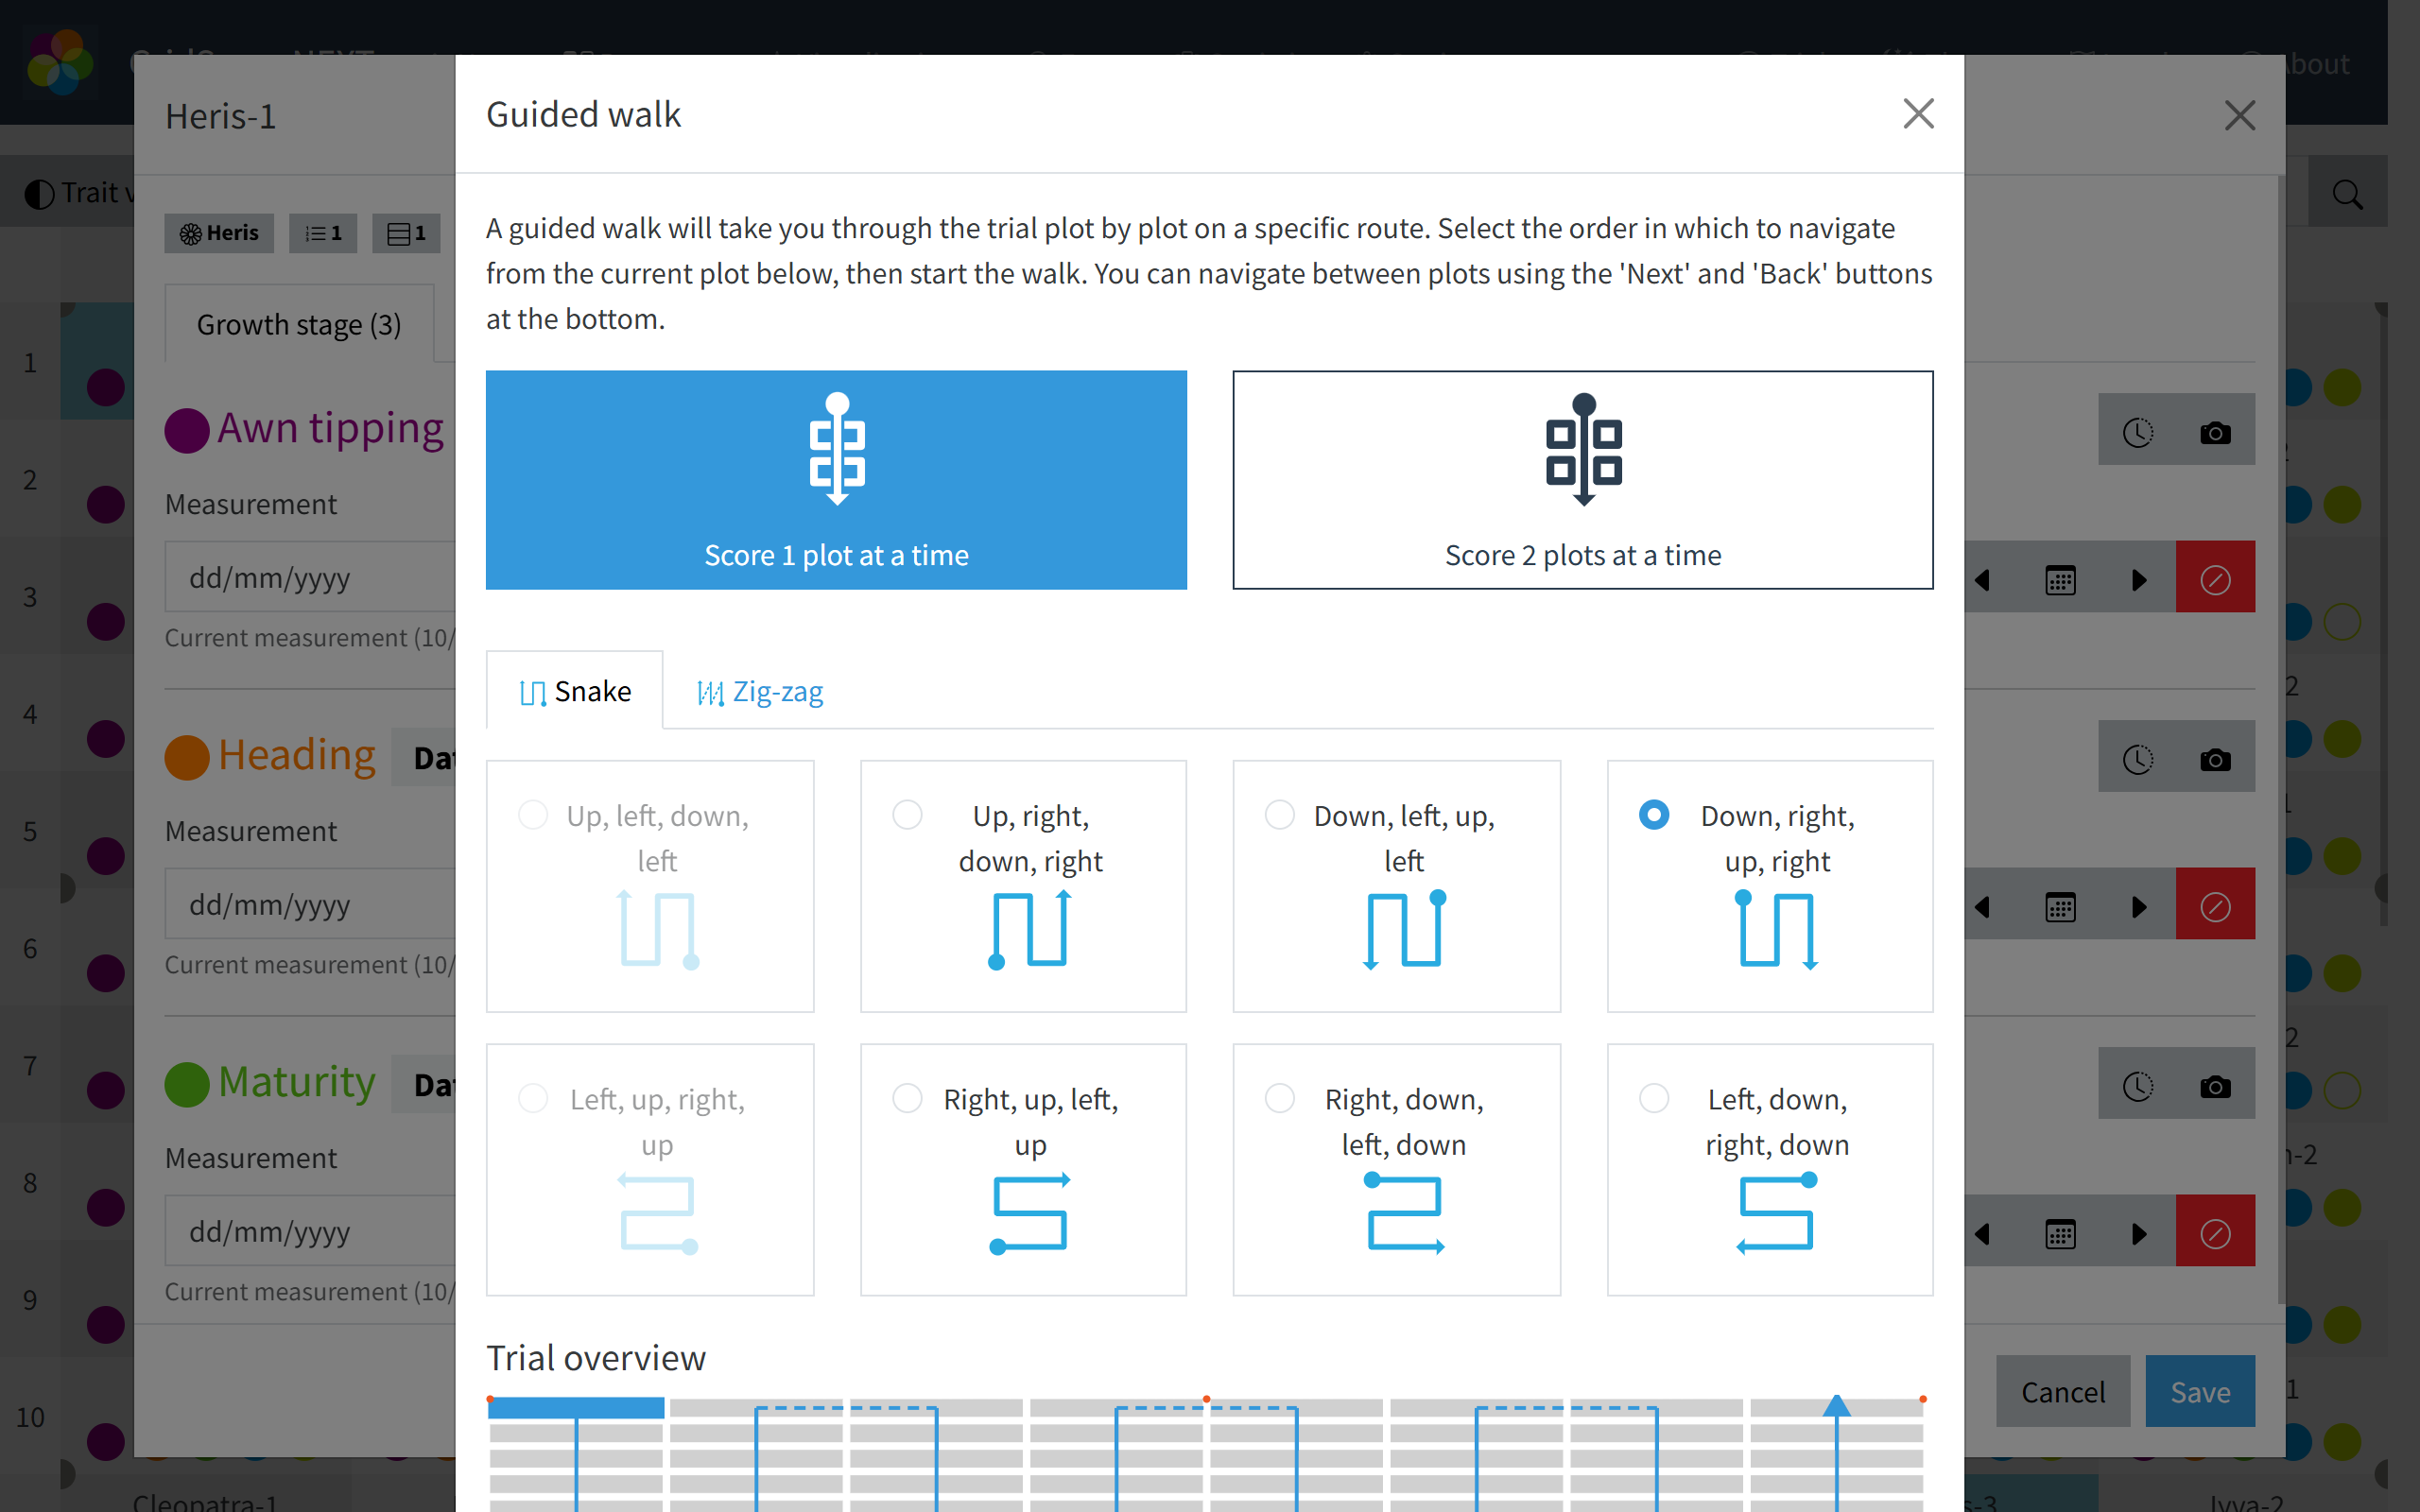 About
Heris-1
Guided walk
Trait
A guided walk will take you through the trial plot by plot on a specific route. Select the order in which to navigate
from the current plot below, then start the walk. You can navigate between plots using the 'Next' and 'Back' buttons
at the bottom.
Heris
1
1
Growth stage (3)
Score 1 plot at a time
Score 2 plots at a time
1
2
3
4
5
6
7
8
9
10
Awn tipping
Measurement
dd/mm/yyyy
Current measurement (10/
Heading
Measurement
dd/mm/yyyy
Current measurement (10/
Maturity
Measurement
dd/mm/yyyy
Current measurement (10/
Snake
Zig-zag
Up, left, down,
left
Up, right,
down, right
Down, left, up,
left
Down, right,
up, right
Left, up, right,
up
Right, up, left,
up
Right, down,
left, down
Left, down,
right, down
Trial overview
Cancel
Save
Cleopatra-1
Iyva-2